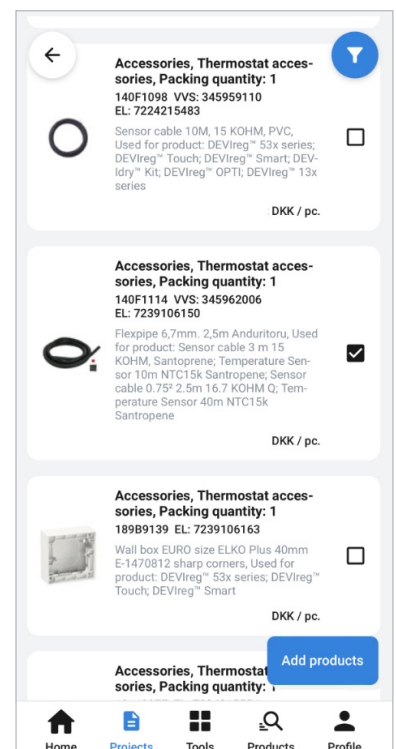 Accessories, Thermostat acces-
sories, Packing quantity: 1
140F1098 VVS: 345959110
EL: 7224215483
Sensor cable 10M, 15 KOHM, PVC,
Used for product: DEVIreg™ 53x series;
DEVIreg™ Touch; DEVIreg™ Smart; DEV-
Idry™ Kit; DEVIreg™ OPTI; DEVIreg™ 13x
series
DKK / pc.
Accessories, Thermostat acces-
sories, Packing quantity: 1
140F1114 VVS: 345962006
EL: 7239106150
Flexpipe 6,7mm. 2,5m Anduritoru, Used
for product: Sensor cable 3 m 15
KOHM, Santoprene; Temperature Sen-
sor 10m NTC15k Santropene; Sensor
cable 0.75² 2.5m 16.7 KOHM Q; Tem-
perature Sensor 40m NTC15k
Santropene
DKK / pc.
Accessories, Thermostat acces-
sories, Packing quantity: 1
189B9139 EL: 7239106163
Wall box EURO size ELKO Plus 40mm
E-1470812 sharp corners, Used for
product: DEVIreg™ 53x series; DEVIreg™
Touch; DEVIreg™ Smart
DKK / pc.
Add products
Accessories, Thermostat
sories, Packing quantity: 1
Home Projects Tools Products Profile